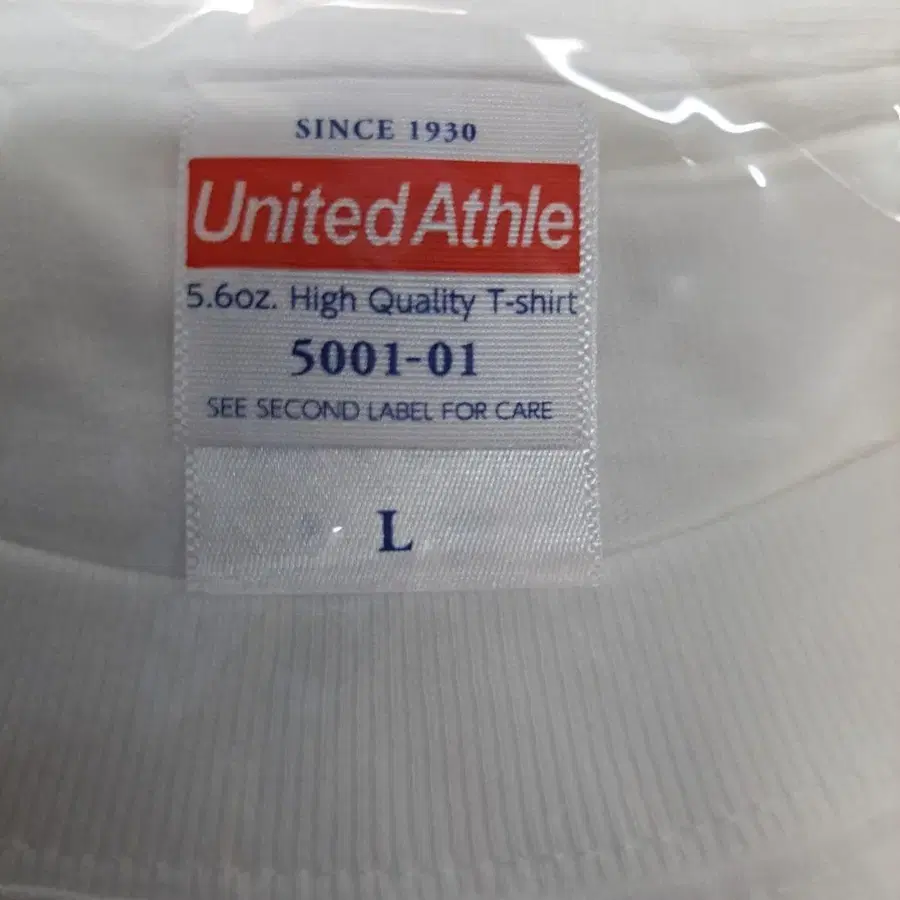 SINCE 1930
United Athle
5.6oz. High Quality T-shirt
5001-01
SEE SECOND LABEL FOR CARE
L